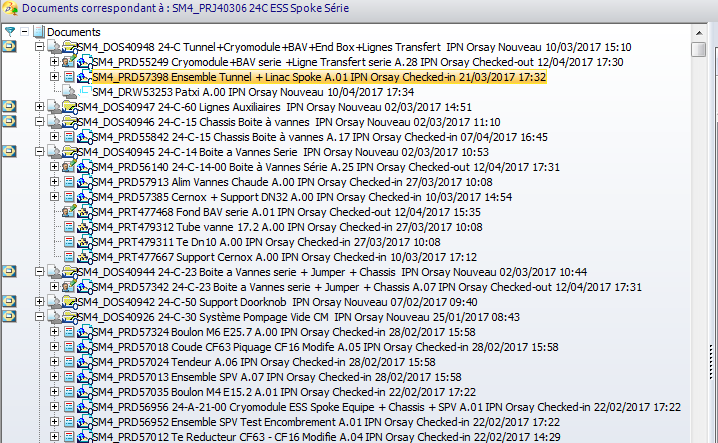 Documents correspondant à : SM4_PRJ40306 24C ESS Spoke Série
Documents
SM4_DOS40948 24-C Tunnel+Cryomodule+BAV+End Box+Lignes Transfert IPN Orsay Nouveau 10/03/2017 15:10
SM4_PRD55249 Cryomodule+BAV serie +Ligne Transfert serie A.28 IPN Orsay Checked-out 12/04/2017 17:30
SM4_PRD57398 Ensemble Tunnel + Linac Spoke A.01 IPN Orsay Checked-in 21/03/2017 17:32
SM4_DRW53253 Patxi A.00 IPN Orsay Nouveau 10/04/2017 17:34
SM4_DOS40947 24-C-60 Lignes Auxiliaires IPN Orsay Nouveau 02/03/2017 14:51
SM4_DOS40946 24-C-15 Chassis Boite à vannes IPN Orsay Nouveau 02/03/2017 11:10
SM4_PRD55842 24-C-15 Chassis Boite à vannes A.17 IPN Orsay Checked-in 07/04/2017 16:45
SM4_DOS40945 24-C-14 Boite a Vannes Serie IPN Orsay Nouveau 02/03/2017 10:53
SM4_PRD56140 24-C-14-00 Boite à Vannes Série A.25 IPN Orsay Checked-out 12/04/2017 17:31
SM4_PRD57913 Alim Vannes Chaude A.00 IPN Orsay Checked-in 27/03/2017 10:08
SM4_PRD57385 Cernox + Support DN32 A.01 IPN Orsay Checked-in 10/03/2017 14:54
SM4_PRT477468 Fond BAV serie A.01 IPN Orsay Checked-out 12/04/2017 15:35
SM4_PRT479312 Tube vanne 17.2 A.00 IPN Orsay Checked-in 27/03/2017 10:08
SM4_PRT479311 Te Dn10 A.00 IPN Orsay Checked-in 27/03/2017 10:08
SM4_PRT477667 Support Cernox A.00 IPN Orsay Checked-in 10/03/2017 17:12
SM4_DOS40944 24-C-23 Boite a Vannes serie + Jumper + Chassis IPN Orsay Nouveau 02/03/2017 10:44
SM4_PRD57342 24-C-23 Boite a Vannes serie + Jumper + Chassis A.07 IPN Orsay Checked-out 12/04/2017 17:31
SM4_DOS40942 24-C-50 Support Doorknob IPN Orsay Nouveau 07/02/2017 09:40
SM4_DOS40926 24-C-30 Système Pompage Vide CM IPN Orsay Nouveau 25/01/2017 08:43
SM4_PRD57324 Boulon M6 E25.7 A.00 IPN Orsay Checked-in 28/02/2017 15:58
SM4_PRD57018 Coude CF63 Piquage CF16 Modife A.05 IPN Orsay Checked-in 28/02/2017 15:58
SM4_PRD57024 Tendeur A.06 IPN Orsay Checked-in 28/02/2017 15:58
SM4_PRD57013 Ensemble SPV A.07 IPN Orsay Checked-in 28/02/2017 15:58
SM4_PRD57035 Boulon M4 E15.2 A.01 IPN Orsay Checked-in 22/02/2017 17:22
SM4_PRD56956 24-A-21-00 Cryomodule ESS Spoke Equipe + Chassis + SPV A.01 IPN Orsay Checked-in 22/02/2017 17:22
SM4_PRD56952 Ensemble SPV Test Encombrement A.01 IPN Orsay Checked-in 22/02/2017 17:22
SM4_PRD57012 Te Reducteur CF63 - CF16 Modifie A.04 IPN Orsay Checked-in 22/02/2017 14:29